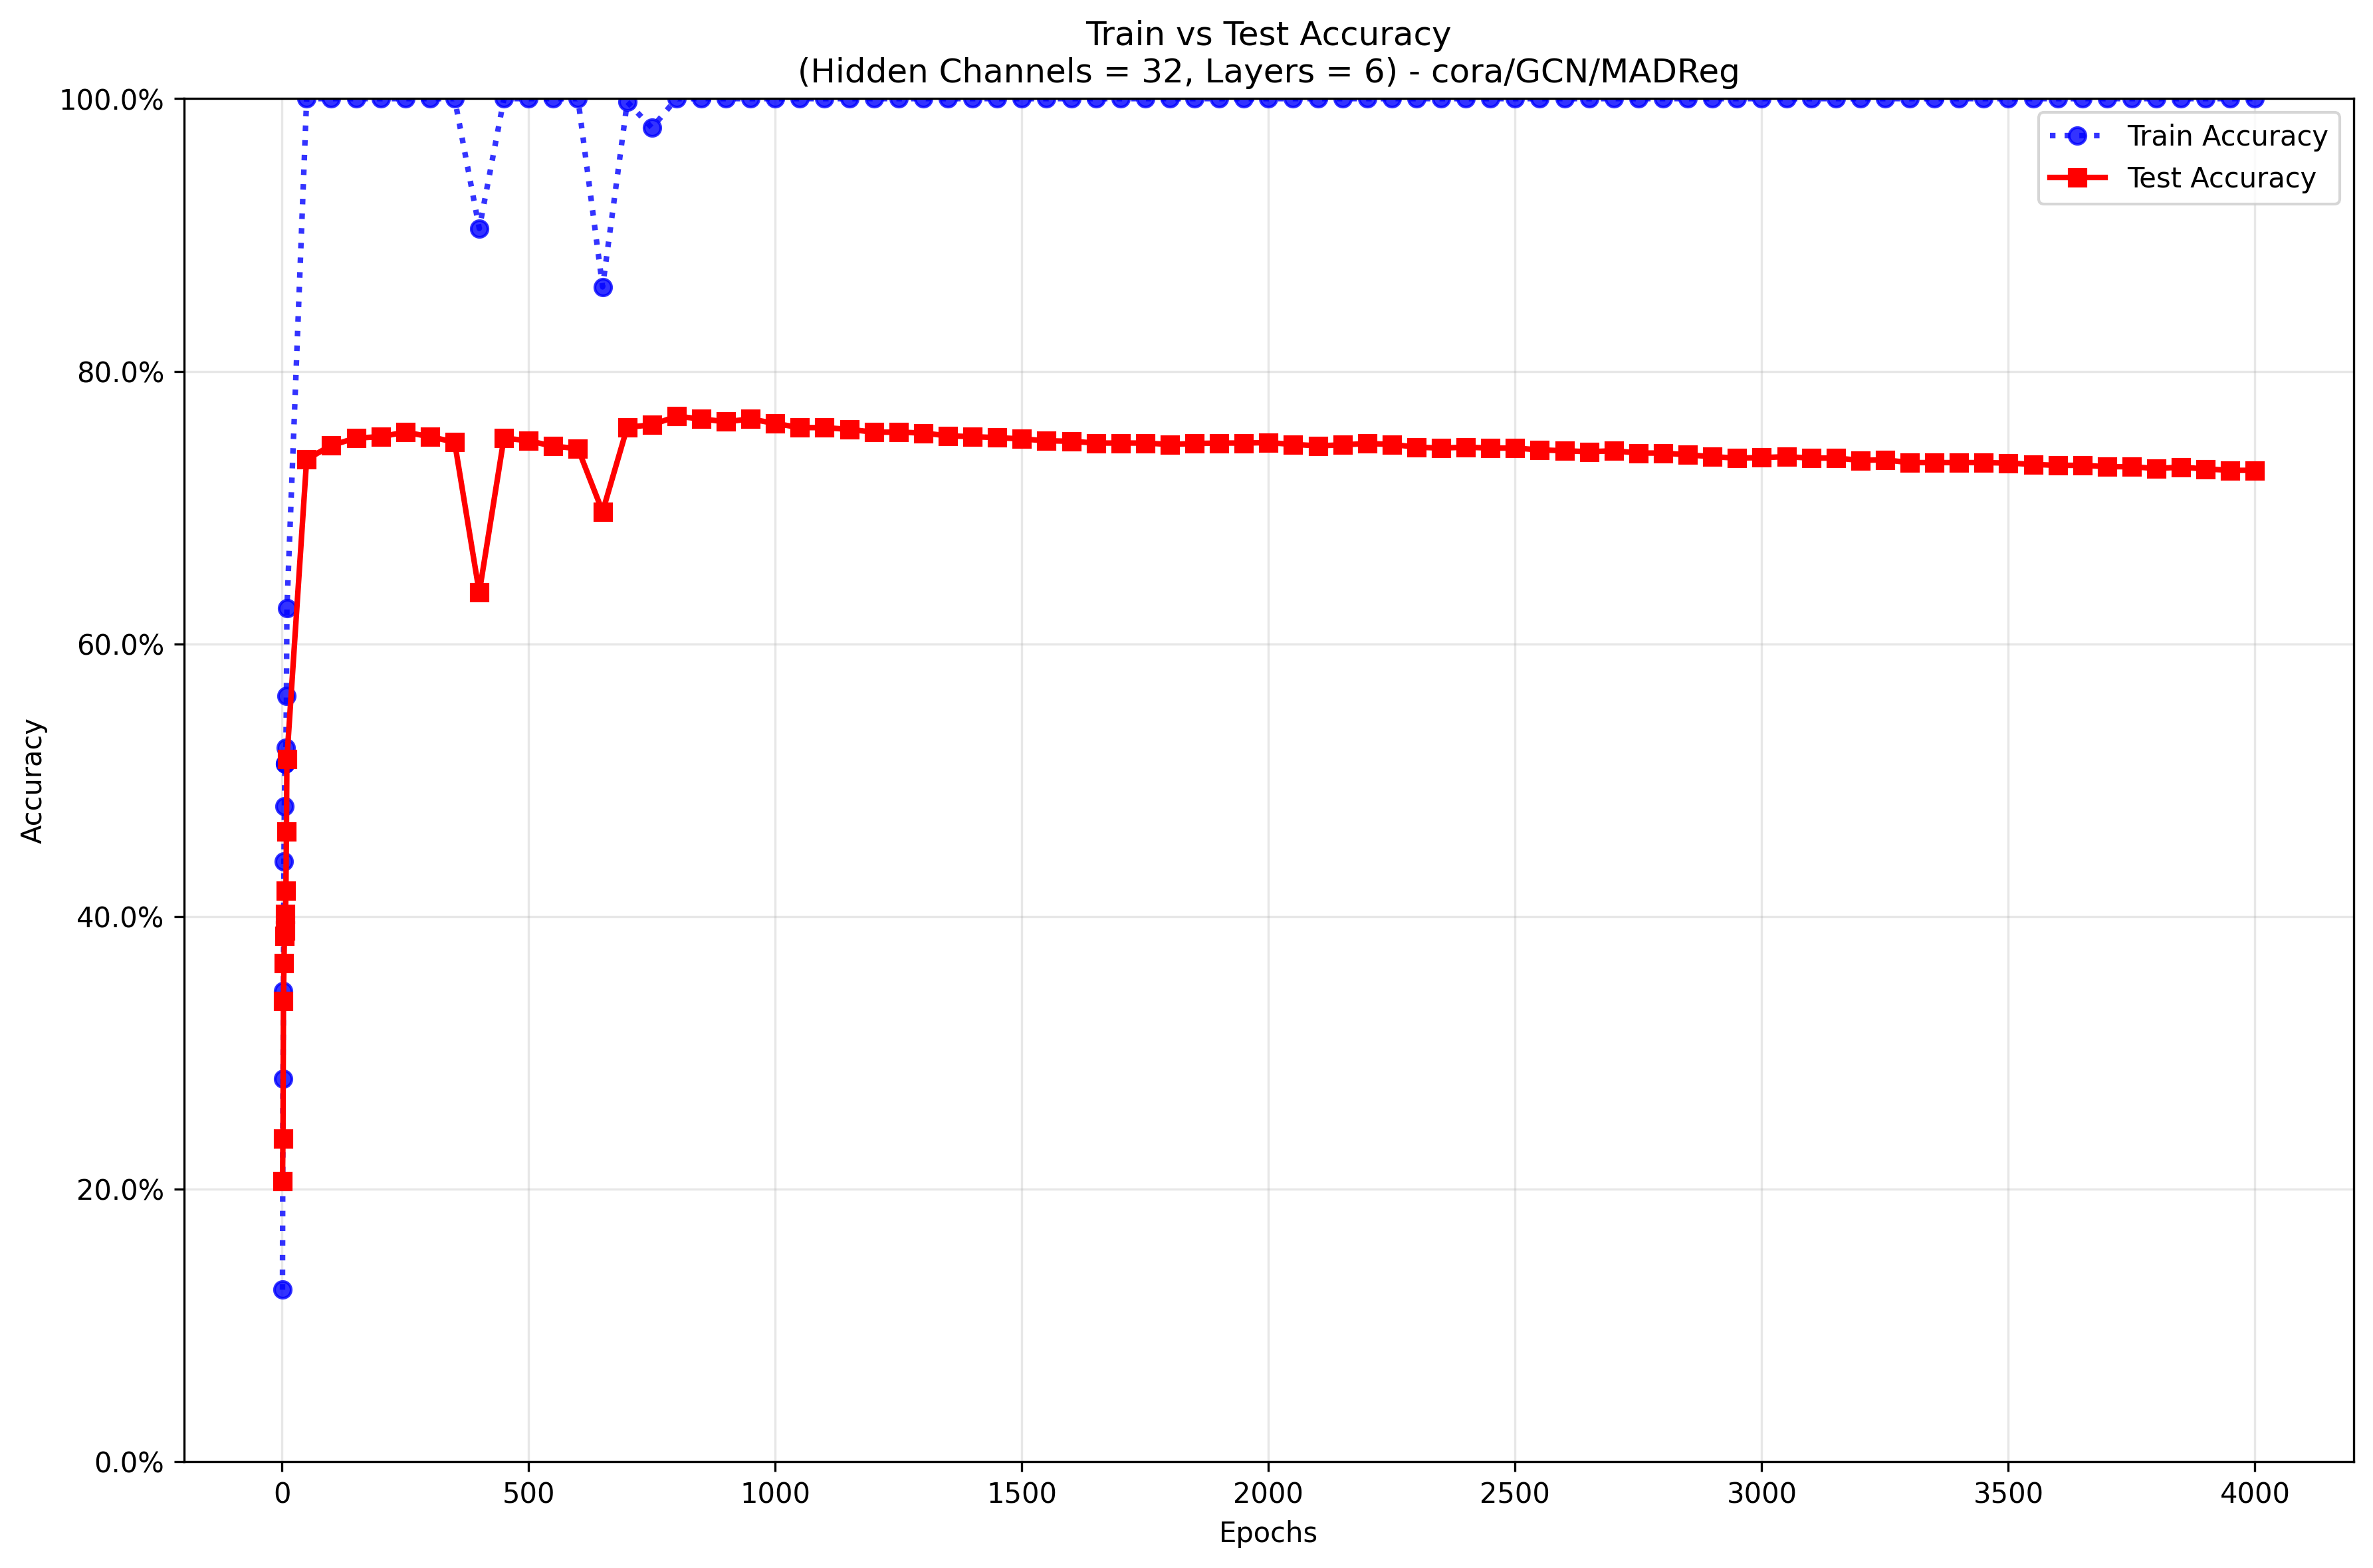 Train vs Test Accuracy
(Hidden Channels = 32, Layers = 6) - cora/GCN/MADReg
100.0%
80.0%
60.0%
40.0%
20.0%
0.0%
Accuracy
Train Accuracy
Test Accuracy
0 500 1000 1500 2000 2500 3000 3500 4000
Epochs